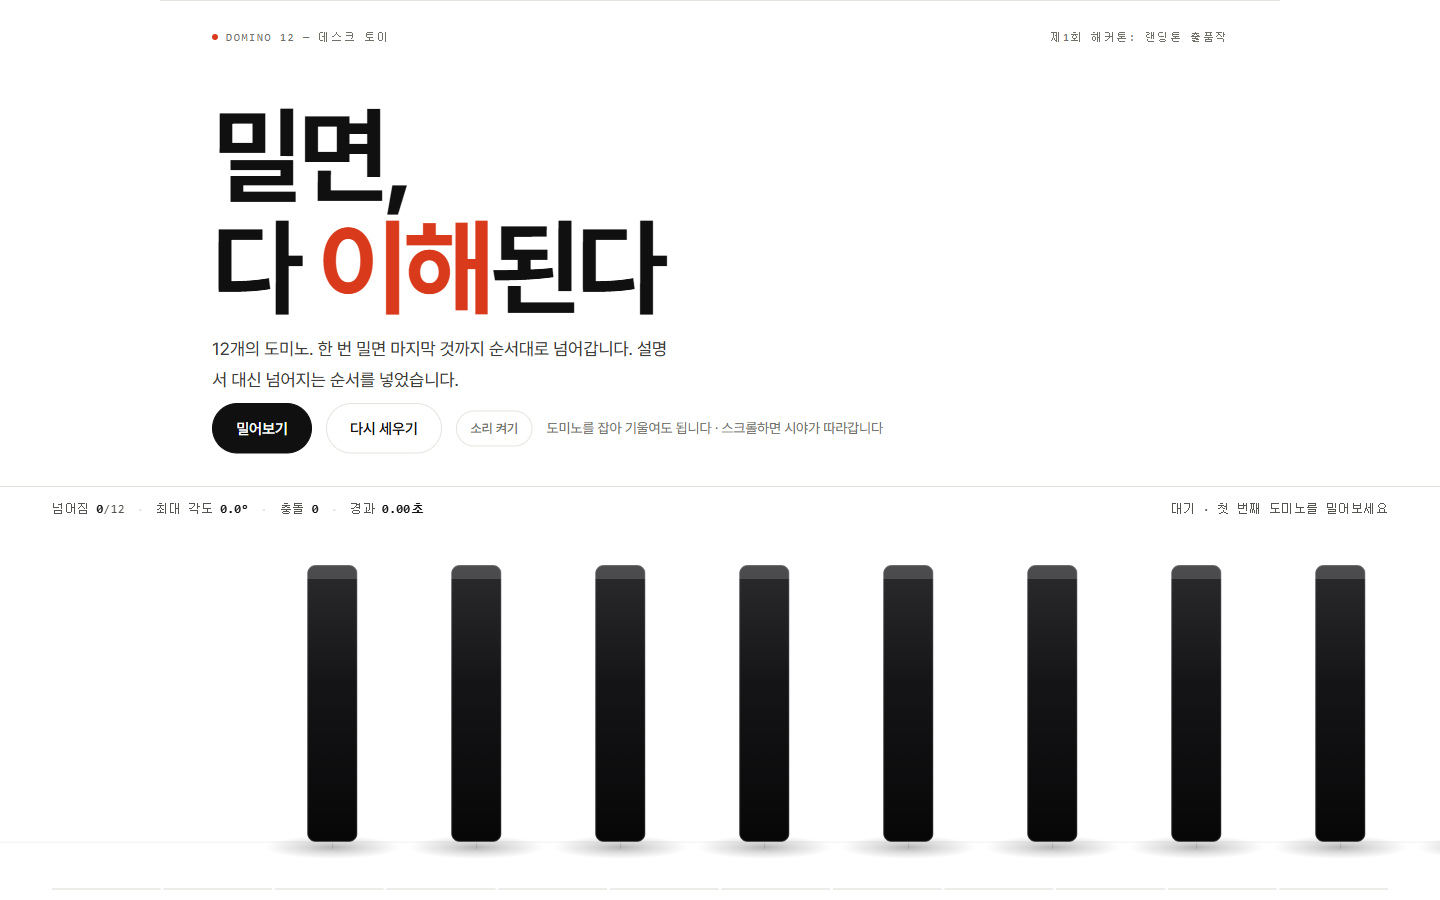 DOMINO 12 — 데스크 토이
제1회 해커톤: 랜딩톤 출품작
밀면,
다 이해된다
12개의 도미노. 한 번 밀면 마지막 것까지 순서대로 넘어갑니다. 설명
서 대신 넘어지는 순서를 넣었습니다.
밀어보기 다시 세우기 소리 켜기 도미노를 잡아 기울여도 됩니다 · 스크롤하면 시야가 따라갑니다
넘어짐 0/12 · 최대 각도 0.0° · 충돌 0 · 경과 0.00초
대기 · 첫 번째 도미노를 밀어보세요